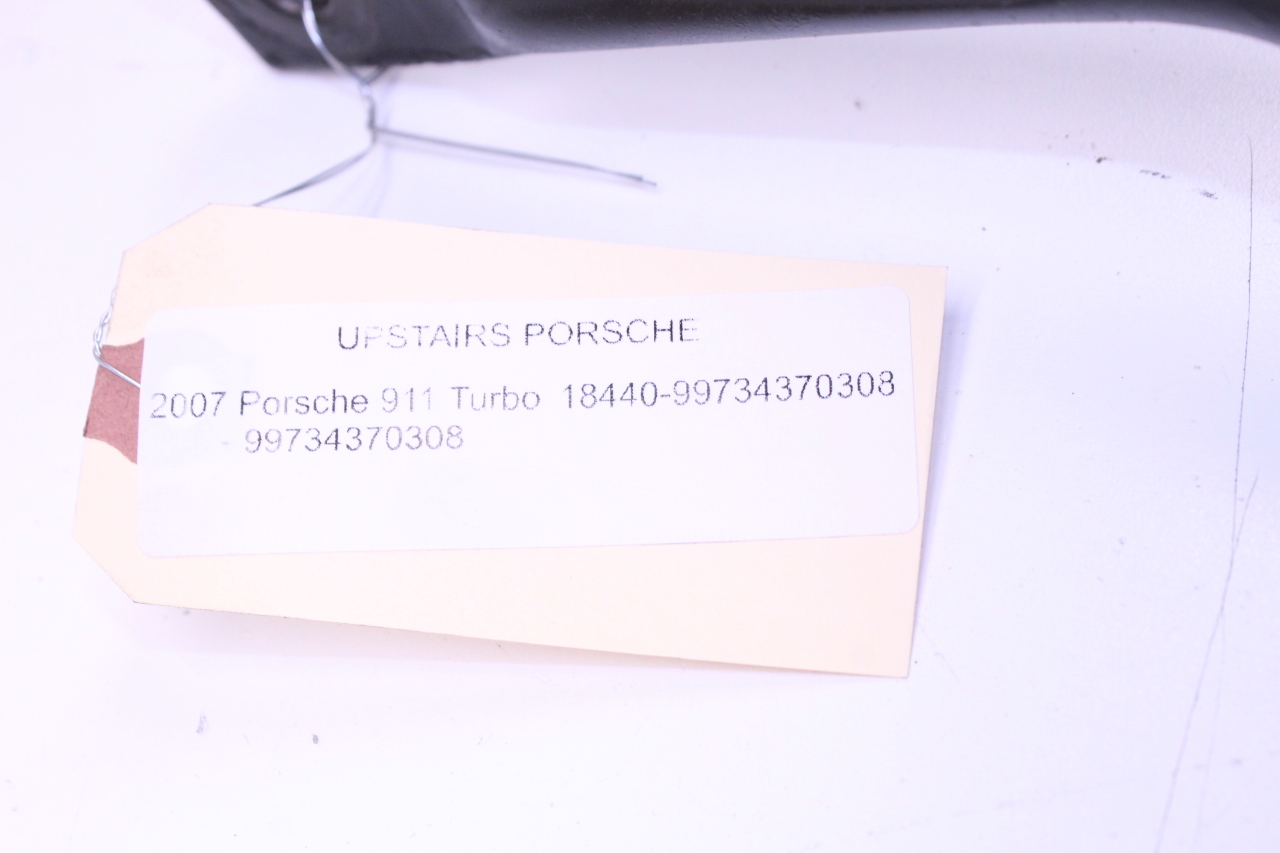 UPSTAIRS PORSCHE
2007 Porsche 911 Turbo 18440-99734370308
- 99734370308